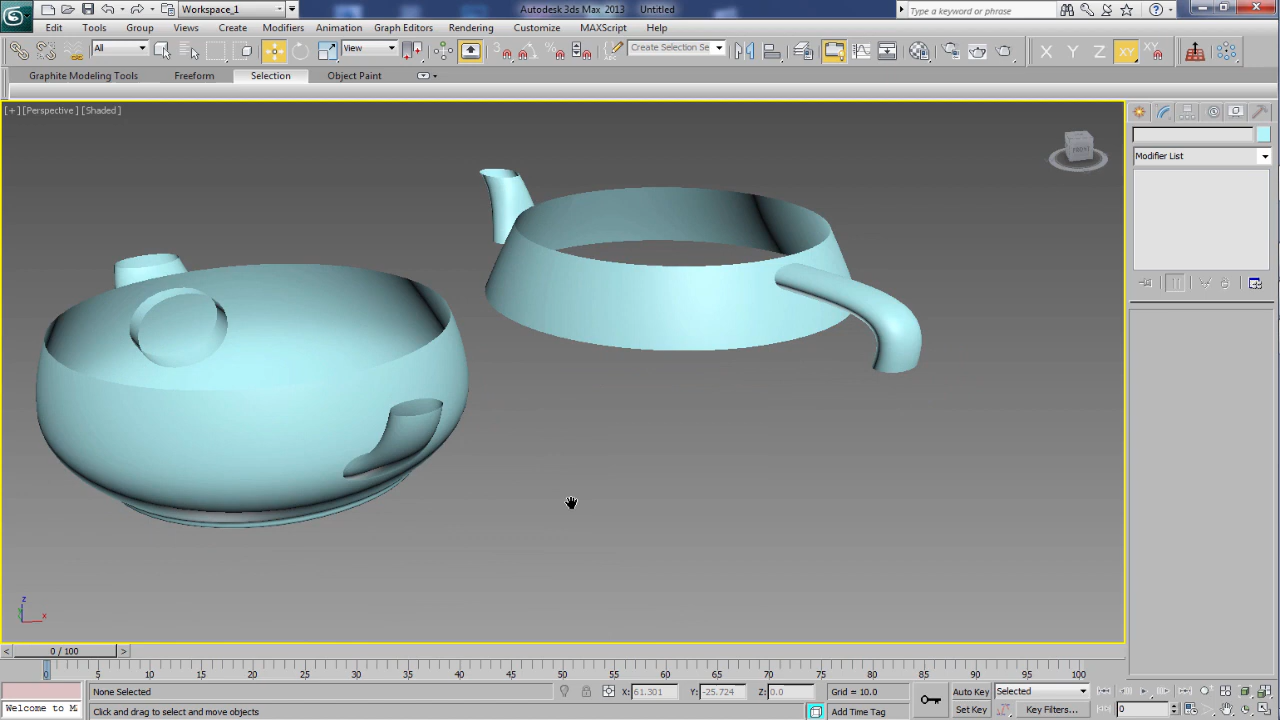 Workspace_1
Autodesk 3ds Max 2013
Untitled
Type a keyword or phrase
Edit
Tools
Group
Views
Create
Modifiers
Animation
Graph Editors
Rendering
Customize
MAXScript
Help
All
View
Create Selection Se
X
Y
Z
XY
XY
Graphite Modeling Tools
Freeform
Selection
Object Paint
[+] [Perspective] [Shaded]
FRONT
Modifier List
z
x
< 0 / 100 >
0 5 10 15 20 25 30 35 40 45 50 55 60 65 70 75 80 85 90 95 100
None Selected
X: 61.301
Y: -25.724
Z: 0.0
Grid = 10.0
Auto Key
Selected
Welcome to M
Click and drag to select and move objects
Add Time Tag
Set Key
Key Filters...
0